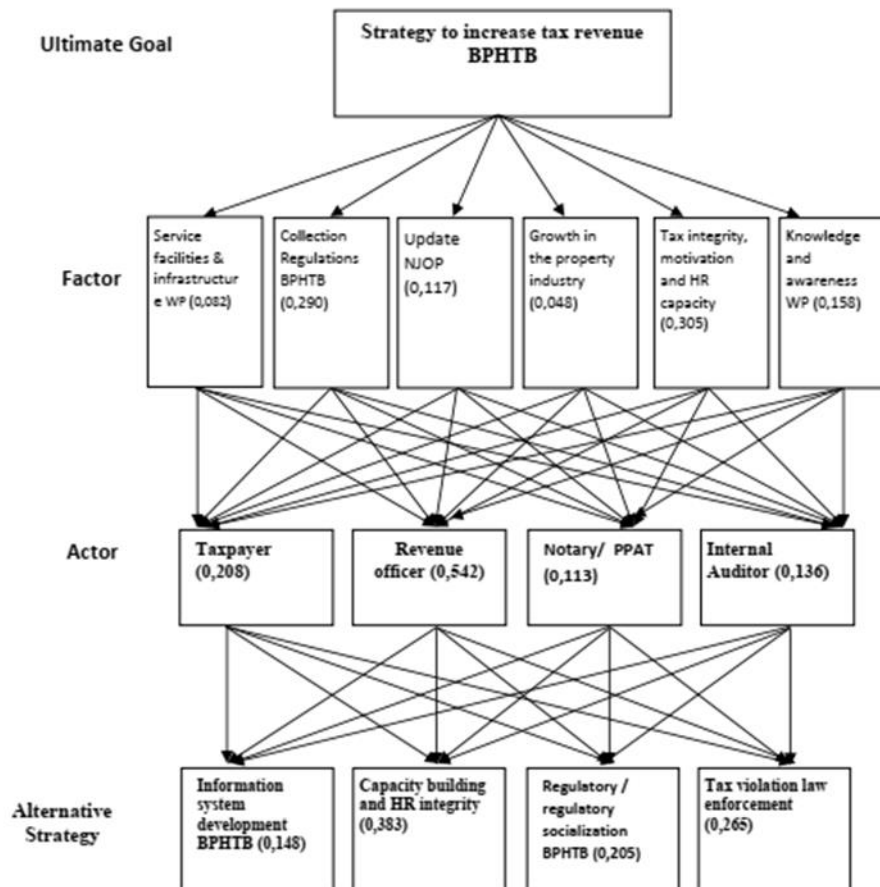 Ultimate Goal
Strategy to increase tax revenue
BPHTB
Factor
Service
facilities &
infrastructur
e WP (0,082)
Collection
Regulations
BPHTB
(0,290)
Update
NJOP
(0,117)
Growth in
the property
industry
(0,048)
Tax integrity,
motivation
and HR
capacity
(0,305)
Knowledge
and
awareness
WP (0,158)
Actor
Taxpayer
(0,208)
Revenue
officer (0,542)
Notary/ PPAT
(0,113)
Internal
Auditor (0,136)
Alternative
Strategy
Information
system
development
BPHTB (0,148)
Capacity building
and HR integrity
(0,383)
Regulatory /
regulatory
socialization
BPHTB (0,205)
Tax violation law
enforcement
(0,265)